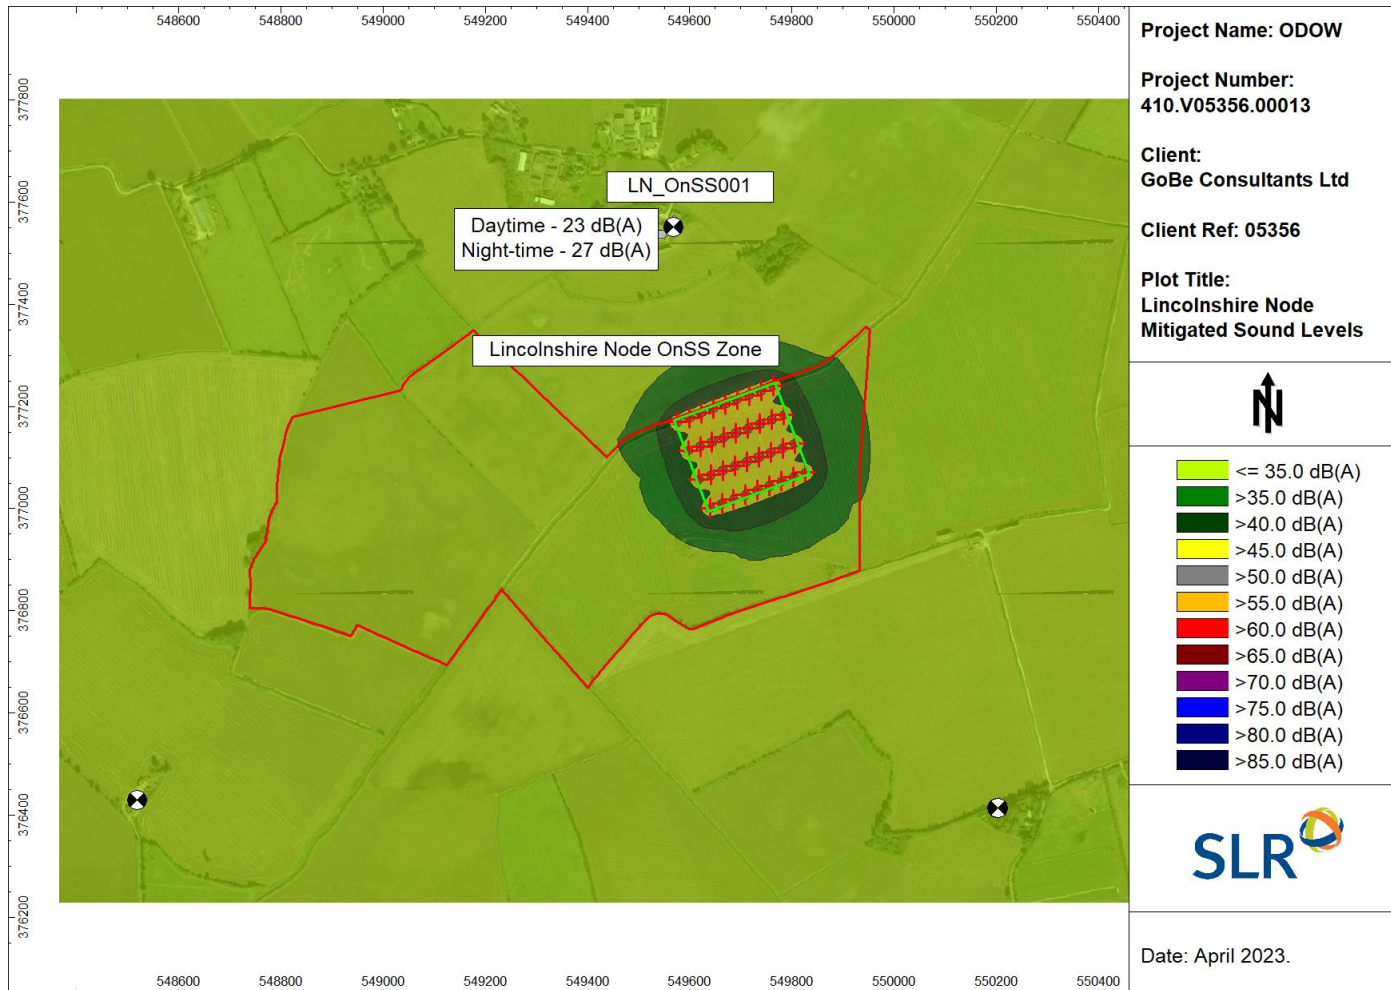 548600 548800 549000 549200 549400 549600 549800 550000 550200 550400
377800
377600
377400
377200
377000
376800
376600
376400
376200
LN_OnSS001
Daytime - 23 dB(A)
Night-time - 27 dB(A)
Lincolnshire Node OnSS Zone
548600 548800 549000 549200 549400 549600 549800 550000 550200 550400
Project Name: ODOW
Project Number:
410.V05356.00013
Client:
GoBe Consultants Ltd
Client Ref: 05356
Plot Title:
Lincolnshire Node
Mitigated Sound Levels
N
<= 35.0 dB(A)
>35.0 dB(A)
>40.0 dB(A)
>45.0 dB(A)
>50.0 dB(A)
>55.0 dB(A)
>60.0 dB(A)
>65.0 dB(A)
>70.0 dB(A)
>75.0 dB(A)
>80.0 dB(A)
>85.0 dB(A)
SLR
Date: April 2023.